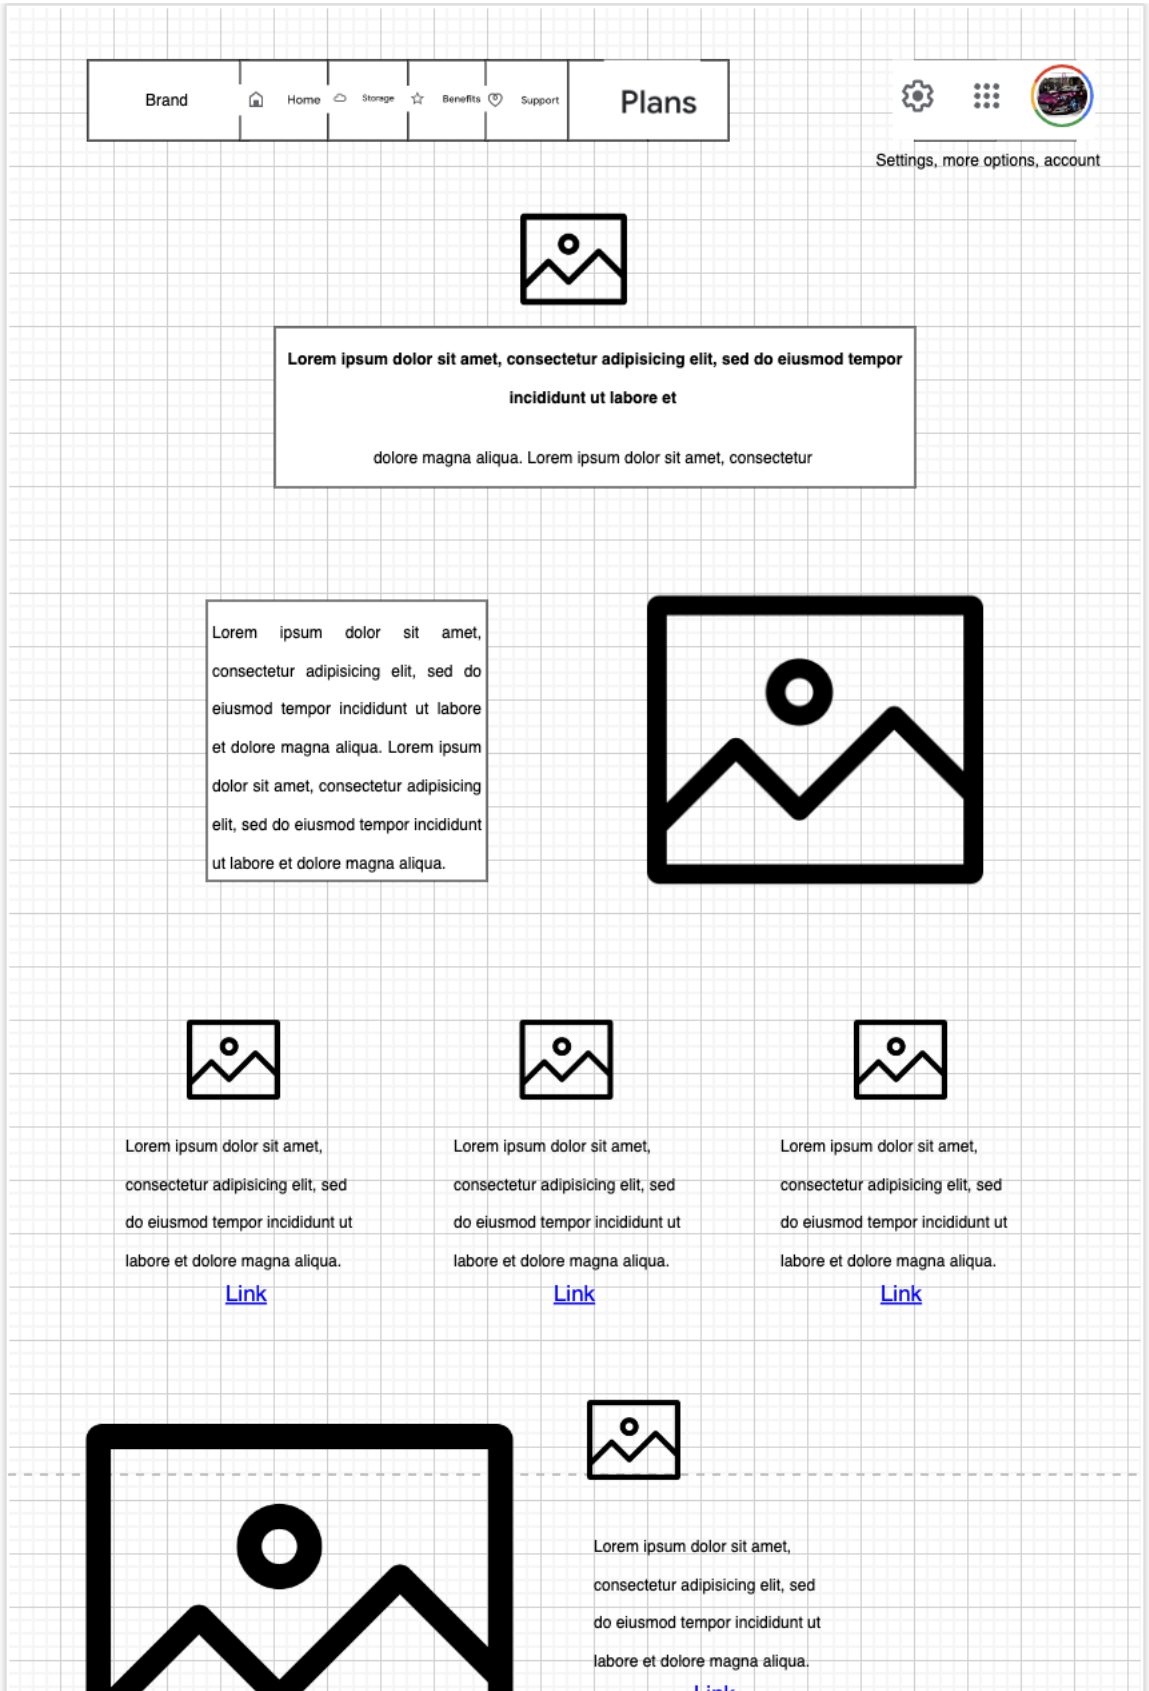 Brand Home Storage Benefits Support Plans
Settings, more options, account
Lorem ipsum dolor sit amet, consectetur adipisicing elit, sed do eiusmod tempor
incididunt ut labore et
dolore magna aliqua. Lorem ipsum dolor sit amet, consectetur
Lorem ipsum dolor sit amet,
consectetur adipisicing elit, sed do
eiusmod tempor incididunt ut labore
et dolore magna aliqua. Lorem ipsum
dolor sit amet, consectetur adipisicing
elit, sed do eiusmod tempor incididunt
ut labore et dolore magna aliqua.
Lorem ipsum dolor sit amet,
consectetur adipisicing elit, sed
do eiusmod tempor incididunt ut
labore et dolore magna aliqua.
Link
Lorem ipsum dolor sit amet,
consectetur adipisicing elit, sed
do eiusmod tempor incididunt ut
labore et dolore magna aliqua.
Link
Lorem ipsum dolor sit amet,
consectetur adipisicing elit, sed
do eiusmod tempor incididunt ut
labore et dolore magna aliqua.
Link
Lorem ipsum dolor sit amet,
consectetur adipisicing elit, sed
do eiusmod tempor incididunt ut
labore et dolore magna aliqua.
Link